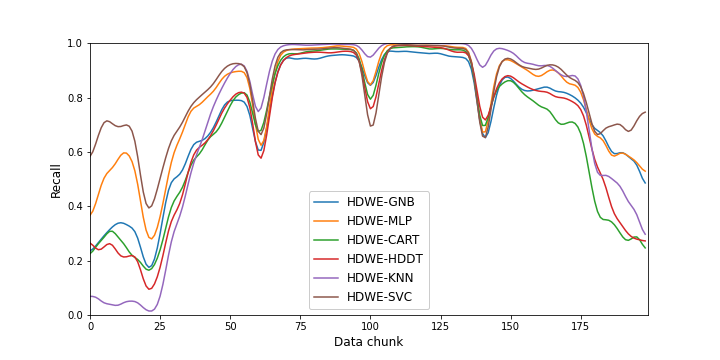 1.0
0.8
0.6
0.4
0.2
0.0
Recall
HDWE-GNB
HDWE-MLP
HDWE-CART
HDWE-HDDT
HDWE-KNN
HDWE-SVC
0 25 50 75 100 125 150 175
Data chunk